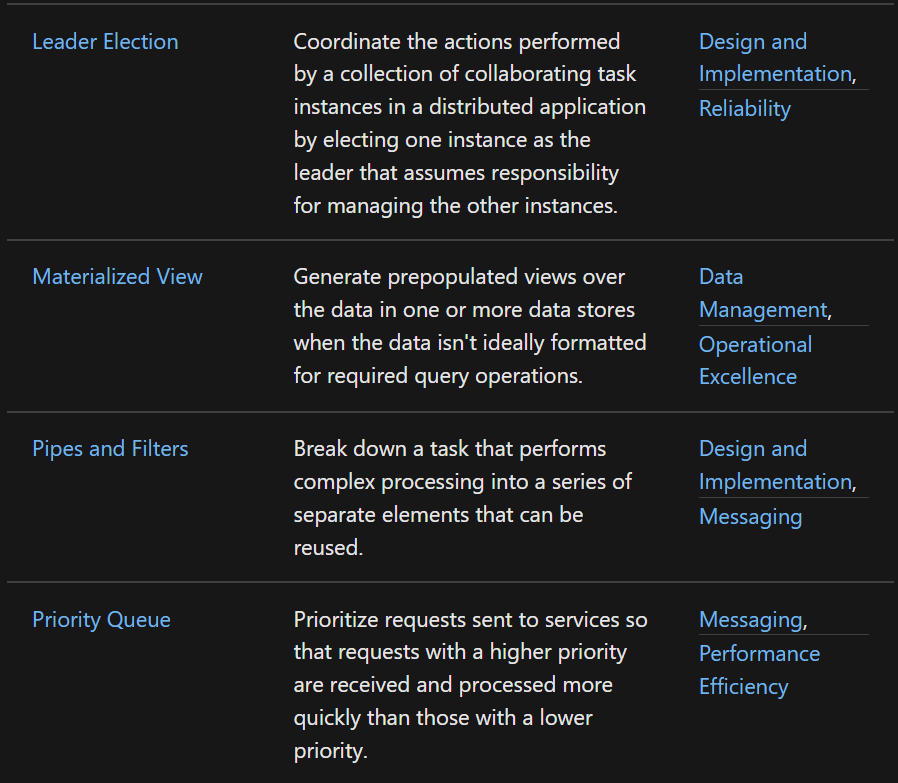 Leader Election
Coordinate the actions performed
by a collection of collaborating task
instances in a distributed application
by electing one instance as the
leader that assumes responsibility
for managing the other instances.
Design and
Implementation,
Reliability
Materialized View
Generate prepopulated views over
the data in one or more data stores
when the data isn't ideally formatted
for required query operations.
Data
Management,
Operational
Excellence
Pipes and Filters
Break down a task that performs
complex processing into a series of
separate elements that can be
reused.
Design and
Implementation,
Messaging
Priority Queue
Prioritize requests sent to services so
that requests with a higher priority
are received and processed more
quickly than those with a lower
priority.
Messaging,
Performance
Efficiency